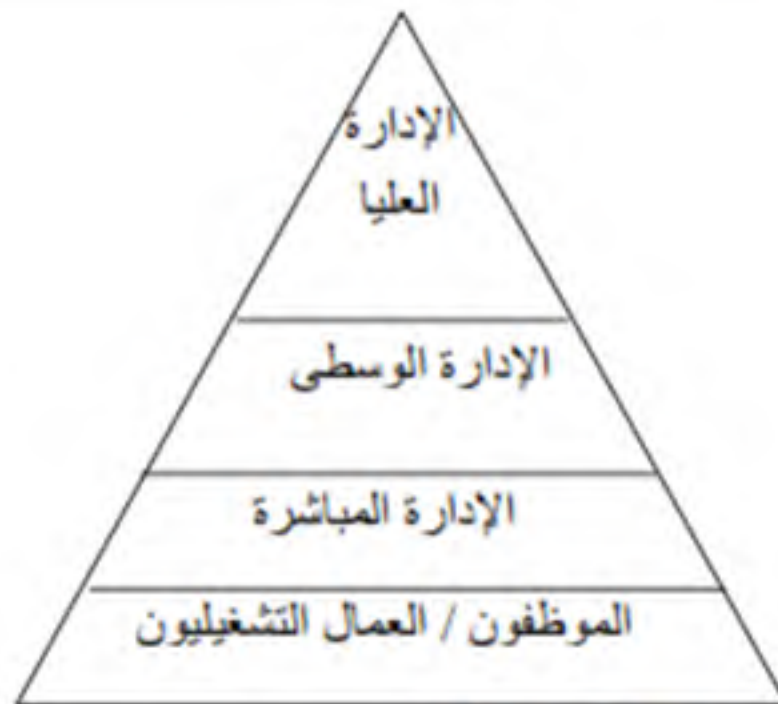 الإدارة
العليا
الإدارة الوسطى
الإدارة المباشرة
الموظفون / العمال التشغيليون